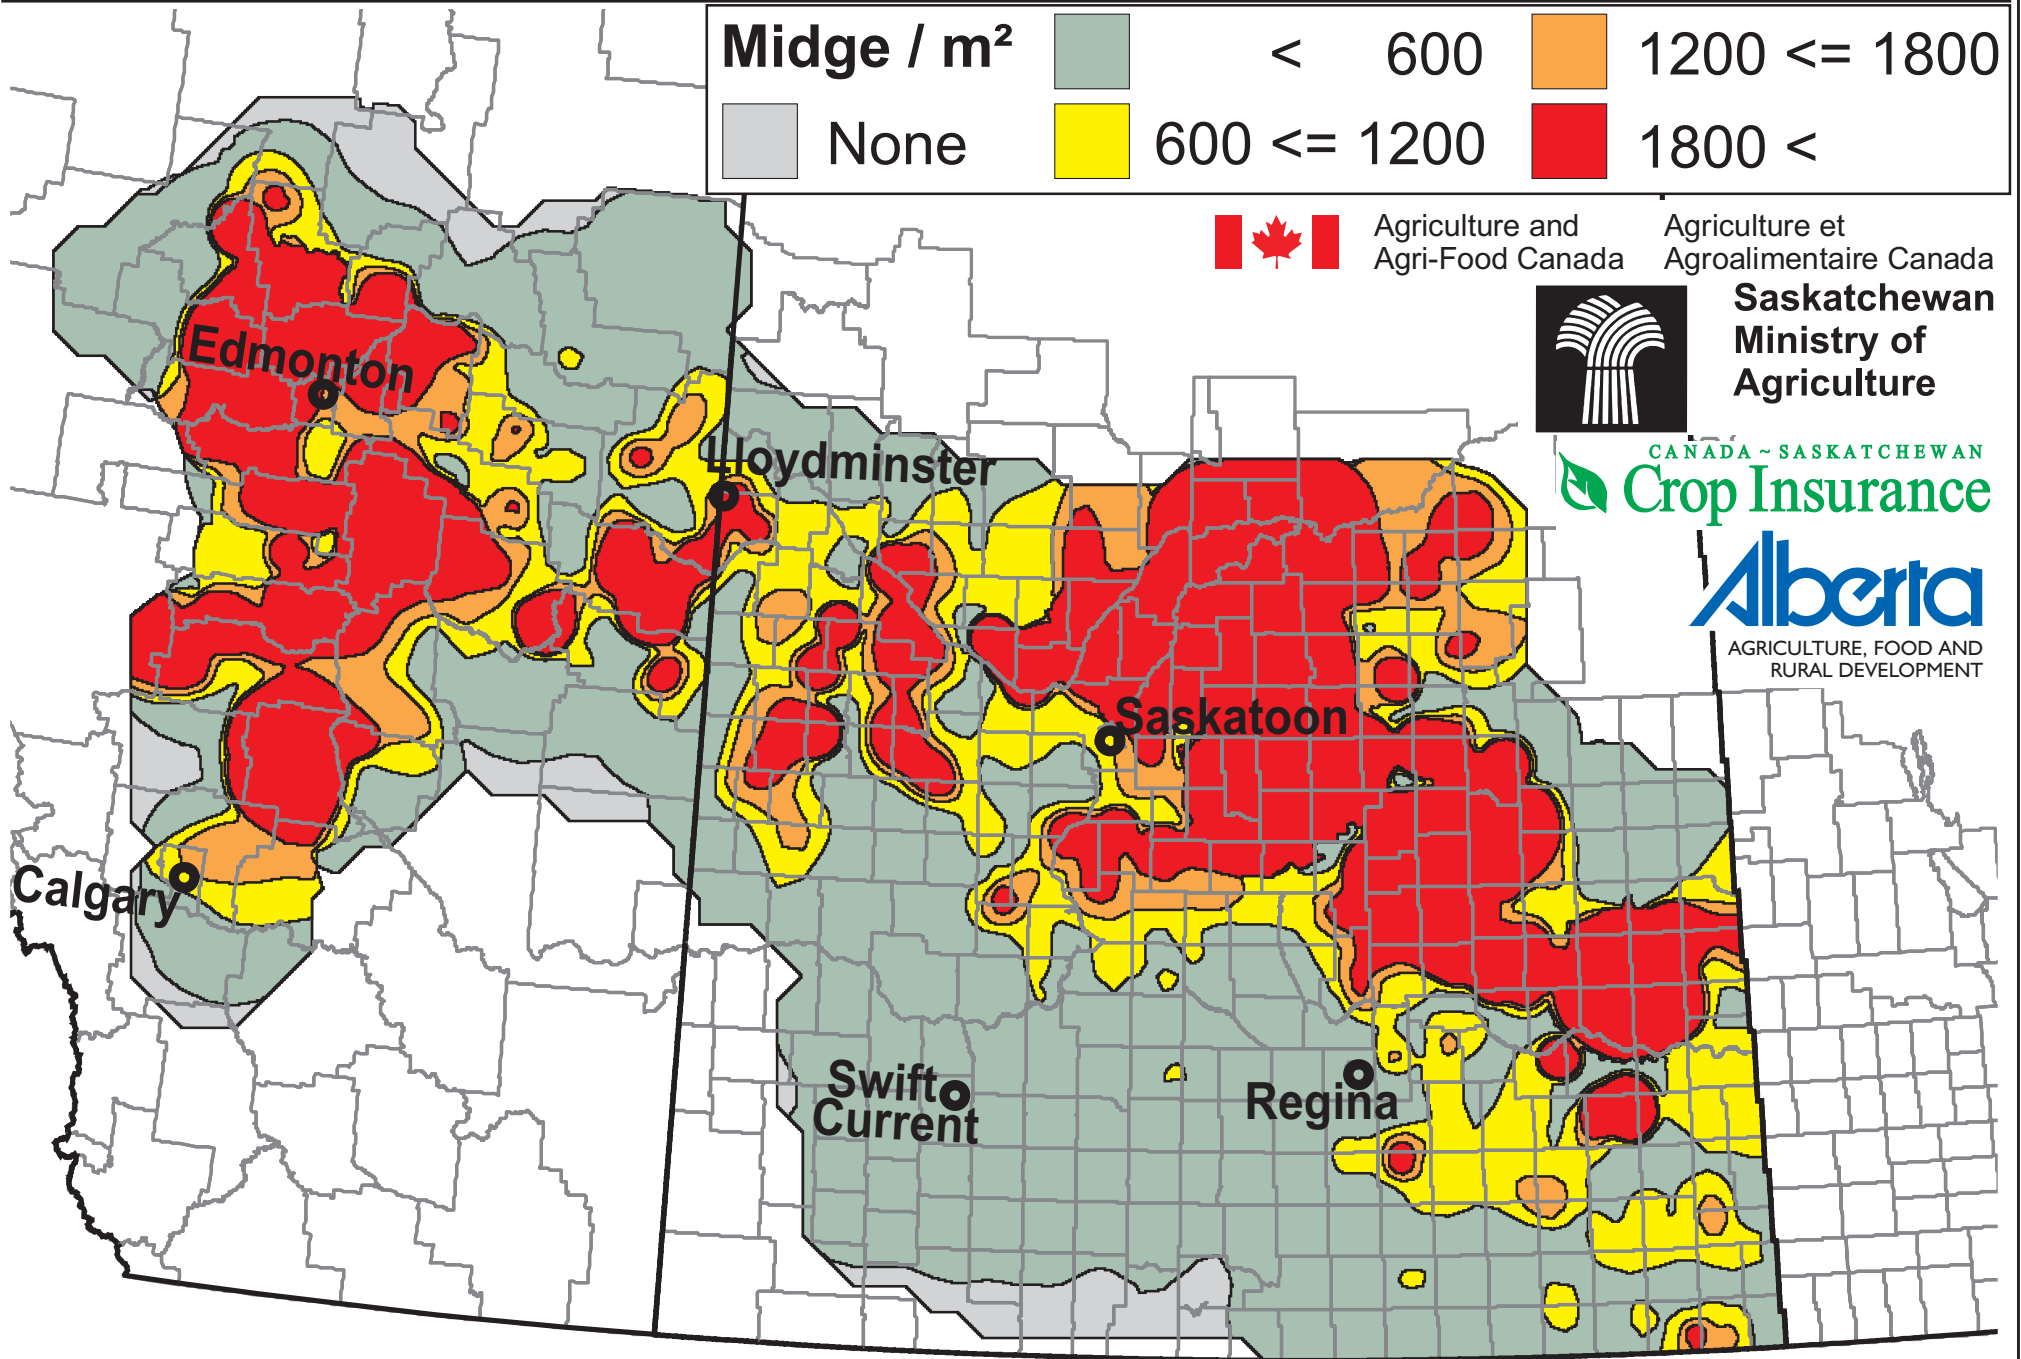 Midge / m²
< 600
1200 <= 1800
None
600 <= 1200
1800 <
Agriculture and
Agri-Food Canada
Agriculture et
Agroalimentaire Canada
Saskatchewan
Ministry of
Agriculture
CANADA ~ SASKATCHEWAN
Crop Insurance
Alberta
AGRICULTURE, FOOD AND
RURAL DEVELOPMENT
Edmonton
Lloydminster
Saskatoon
Calgary
Swift
Current
Regina